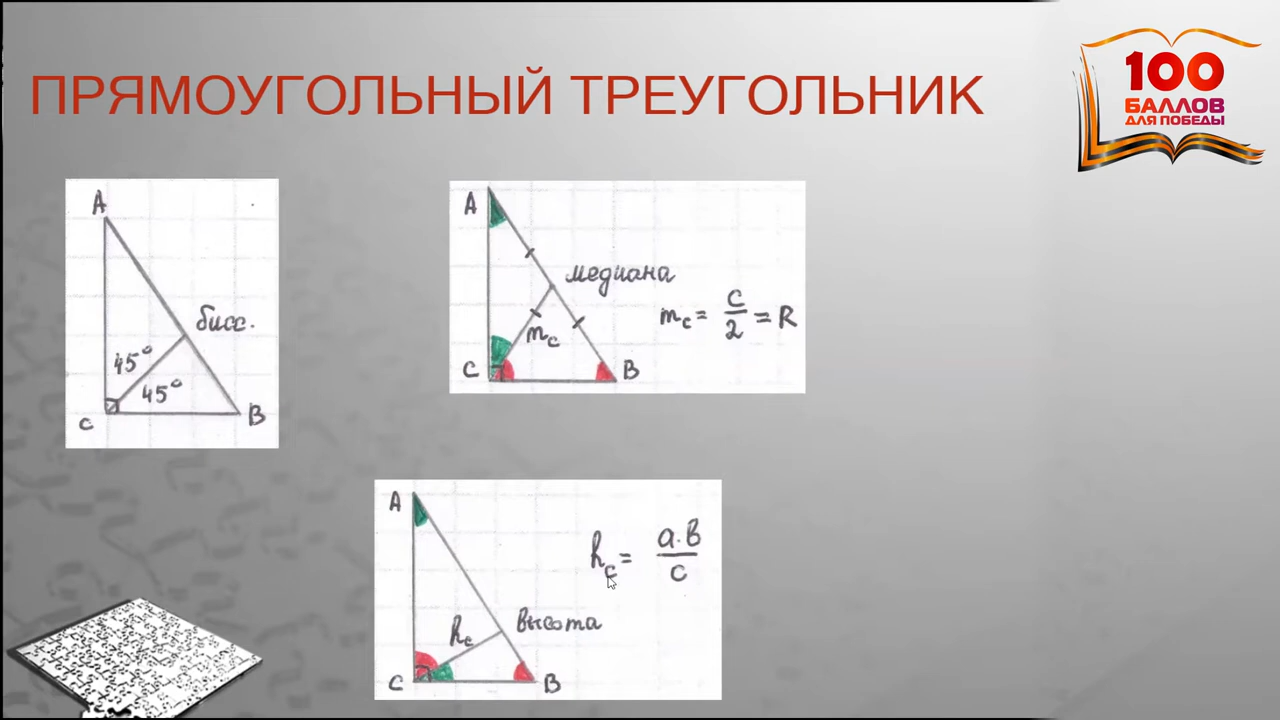 ПРЯМОУГОЛЬНЫЙ ТРЕУГОЛЬНИК
100
БАЛЛОВ
ДЛЯ ПОБЕДЫ
A
бисс.
45°
45°
C
B
A
медиана
m_c = c/2 = R
m_c
C
B
A
h_c = a·b/c
высота
h_c
C
B